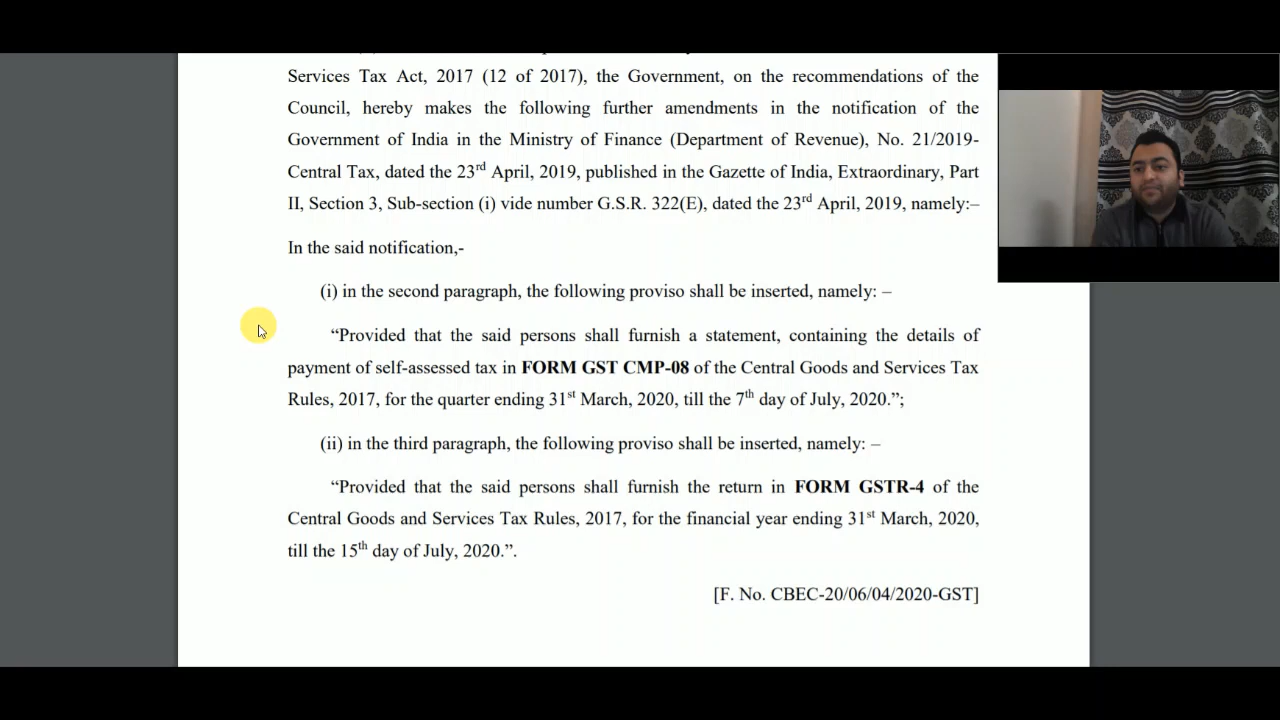 Services Tax Act, 2017 (12 of 2017), the Government, on the recommendations of the
Council, hereby makes the following further amendments in the notification of the
Government of India in the Ministry of Finance (Department of Revenue), No. 21/2019-
Central Tax, dated the 23rd April, 2019, published in the Gazette of India, Extraordinary, Part
II, Section 3, Sub-section (i) vide number G.S.R. 322(E), dated the 23rd April, 2019, namely:–
In the said notification,-
(i) in the second paragraph, the following proviso shall be inserted, namely: –
“Provided that the said persons shall furnish a statement, containing the details of
payment of self-assessed tax in FORM GST CMP-08 of the Central Goods and Services Tax
Rules, 2017, for the quarter ending 31st March, 2020, till the 7th day of July, 2020.”;
(ii) in the third paragraph, the following proviso shall be inserted, namely: –
“Provided that the said persons shall furnish the return in FORM GSTR-4 of the
Central Goods and Services Tax Rules, 2017, for the financial year ending 31st March, 2020,
till the 15th day of July, 2020.”.
[F. No. CBEC-20/06/04/2020-GST]